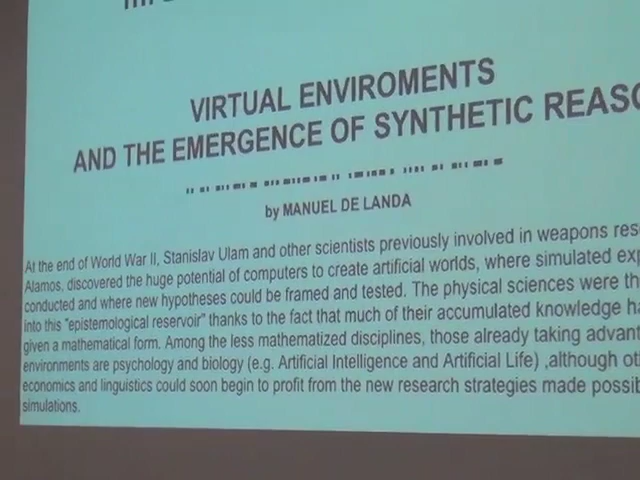 VIRTUAL ENVIROMENTS
AND THE EMERGENCE OF SYNTHETIC REASO
by MANUEL DE LANDA
At the end of World War II, Stanislav Ulam and other scientists previously involved in weapons res
Alamos, discovered the huge potential of computers to create artificial worlds, where simulated exp
conducted and where new hypotheses could be framed and tested. The physical sciences were th
into this "epistemological reservoir" thanks to the fact that much of their accumulated knowledge ha
given a mathematical form. Among the less mathematized disciplines, those already taking advant
environments are psychology and biology (e.g. Artificial Intelligence and Artificial Life) ,although ot
economics and linguistics could soon begin to profit from the new research strategies made possib
simulations.